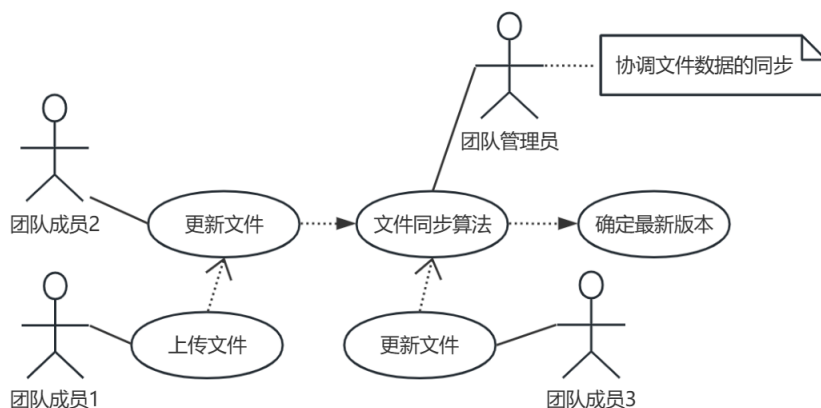 协调文件数据的同步
团队管理员
团队成员2
更新文件
文件同步算法
确定最新版本
上传文件
更新文件
团队成员1
团队成员3